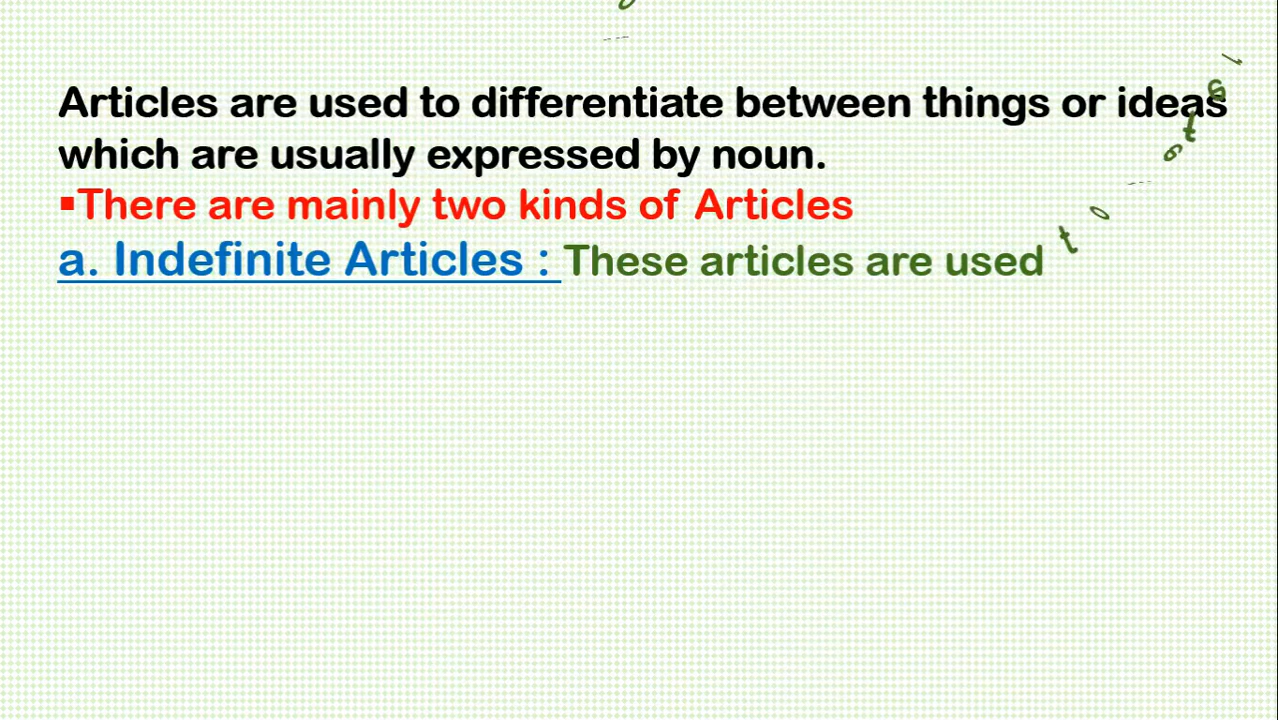 Articles are used to differentiate between things or ideas
which are usually expressed by noun.
▪There are mainly two kinds of Articles
a. Indefinite Articles : These articles are used to